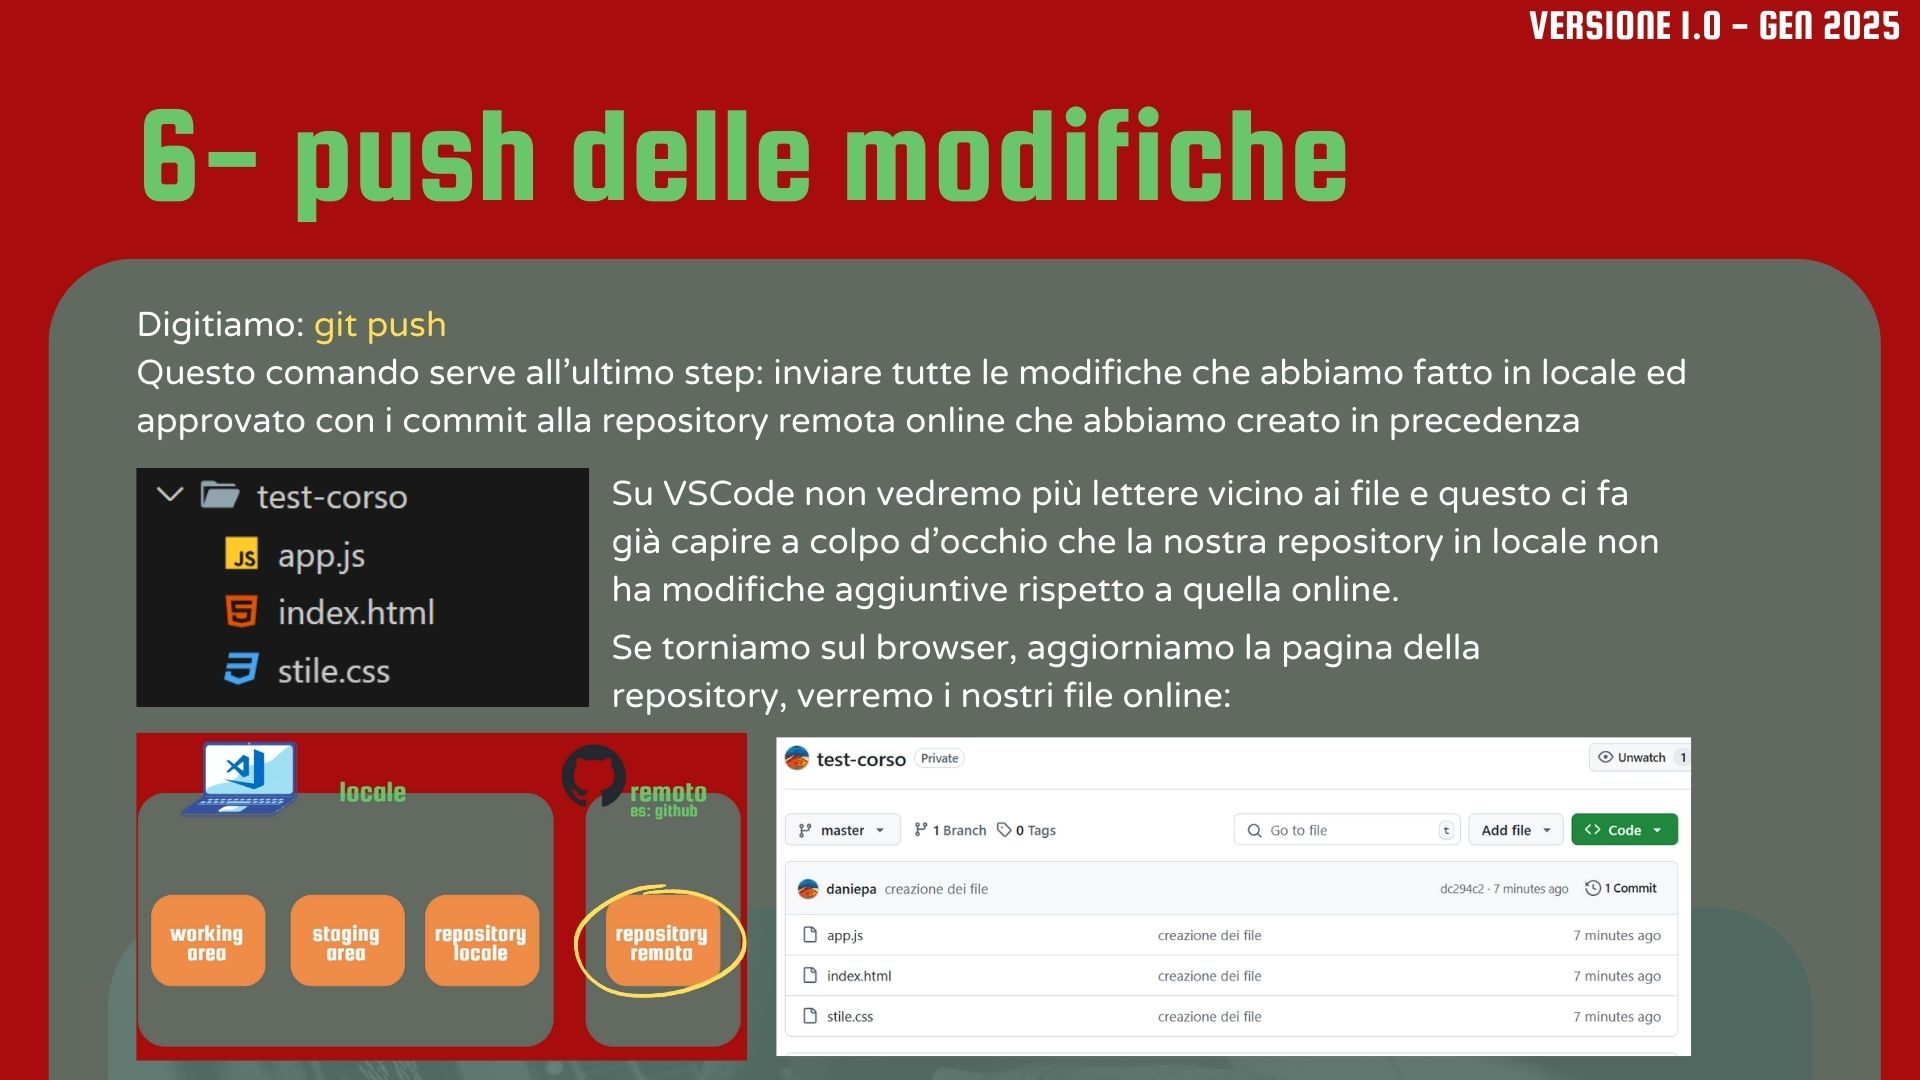 VERSIONE 1.0 - GEN 2025
6- push delle modifiche
Digitiamo: git push
Questo comando serve all'ultimo step: inviare tutte le modifiche che abbiamo fatto in locale ed
approvato con i commit alla repository remota online che abbiamo creato in precedenza
test-corso
JS app.js
5 index.html
stile.css
Su VSCode non vedremo più lettere vicino ai file e questo ci fa
già capire a colpo d'occhio che la nostra repository in locale non
ha modifiche aggiuntive rispetto a quella online.
Se torniamo sul browser, aggiorniamo la pagina della
repository, verremo i nostri file online:
locale
remoto
es: github
working
area
staging
area
repository
locale
repository
remota
test-corso Private Unwatch 1
master 1 Branch 0 Tags Go to file t Add file Code
daniepa creazione dei file dc294c2 · 7 minutes ago 1 Commit
app.js creazione dei file 7 minutes ago
index.html creazione dei file 7 minutes ago
stile.css creazione dei file 7 minutes ago